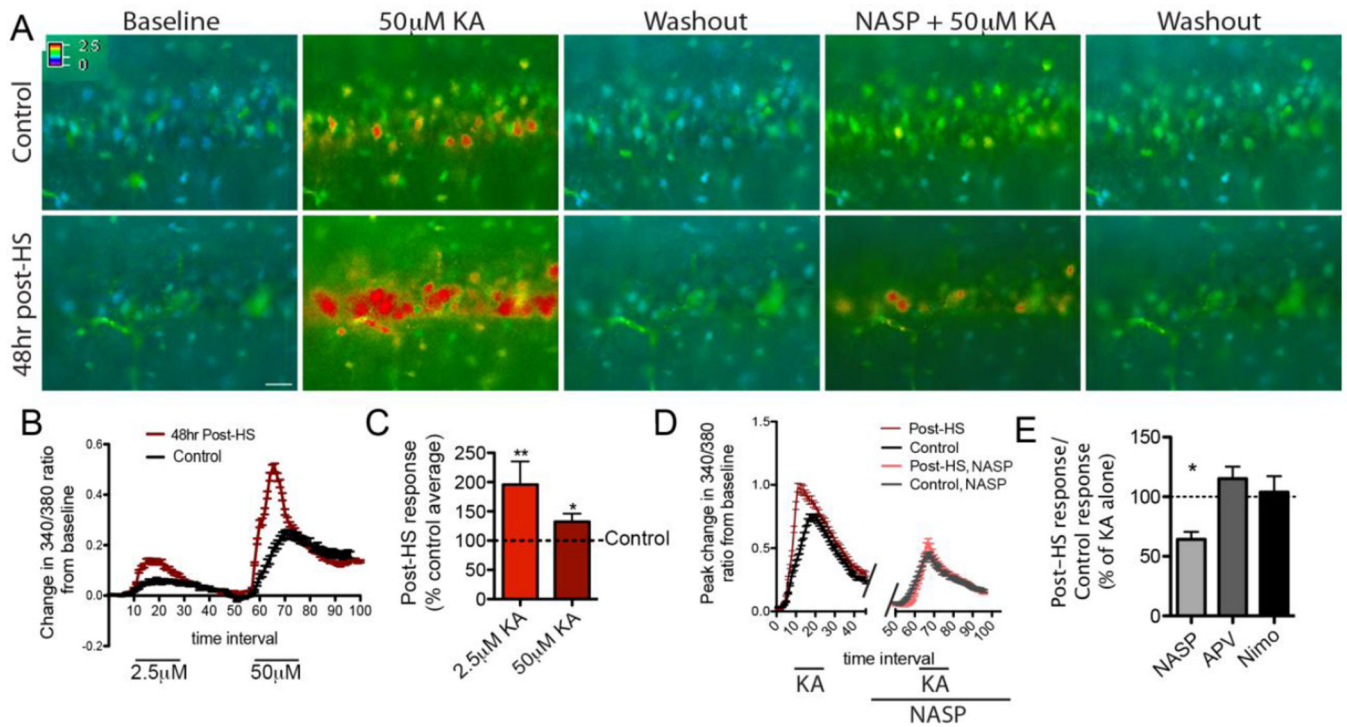 A
Baseline
50µM KA
Washout
NASP + 50µM KA
Washout
2.5
0
Control
48hr post-HS
B
48hr Post-HS
Control
Change in 340/380 ratio
from baseline
0.6
0.4
0.2
0.0
-0.2
10 20 30 40 50 60 70 80 90 100
time interval
2.5µM
50µM
C
Post-HS response
(% control average)
250
200
150
100
50
0
**
*
Control
2.5µM KA
50µM KA
D
Post-HS
Control
Post-HS, NASP
Control, NASP
Peak change in 340/380
ratio from baseline
1.5
1.0
0.5
0.0
0 10 20 30 40 50 60 70 80 90 100
time interval
KA
KA
NASP
E
Post-HS response/
Control response
(% of KA alone)
150
100
50
0
*
NASP
APV
Nimo